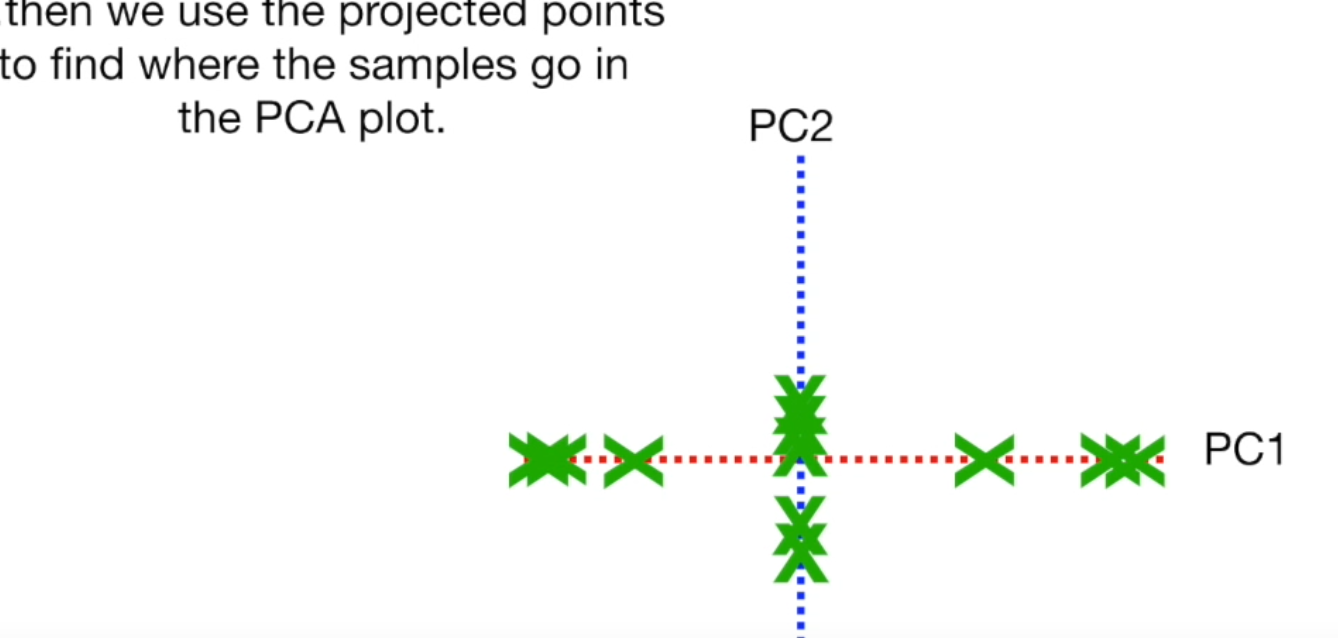 then we use the projected points
to find where the samples go in
the PCA plot.
PC2
PC1